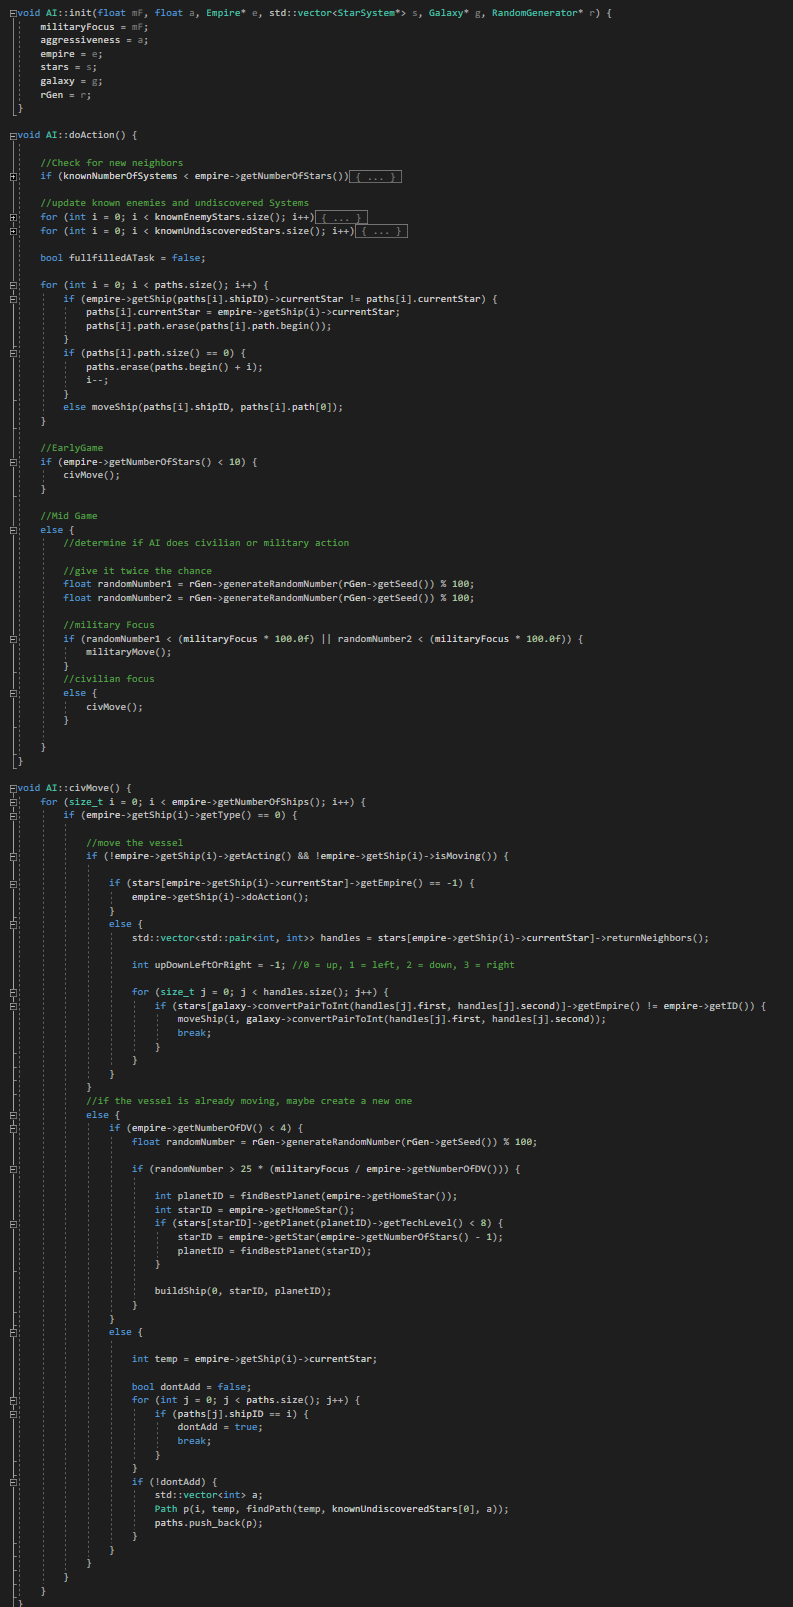 void AI::init(float mF, float a, Empire* e, std::vector<StarSystem*> s, Galaxy* g, RandomGenerator* r) {
    militaryFocus = mF;
    aggressiveness = a;
    empire = e;
    stars = s;
    galaxy = g;
    rGen = r;
}
void AI::doAction() {
    //Check for new neighbors
    if (knownNumberOfSystems < empire->getNumberOfStars()) { ... }
    //update known enemies and undiscovered Systems
    for (int i = 0; i < knownEnemyStars.size(); i++) { ... }
    for (int i = 0; i < knownUndiscoveredStars.size(); i++) { ... }
    bool fullfilledATask = false;
    for (int i = 0; i < paths.size(); i++) {
        if (empire->getShip(paths[i].shipID)->currentStar != paths[i].currentStar) {
            paths[i].currentStar = empire->getShip(i)->currentStar;
            paths[i].path.erase(paths[i].path.begin());
        }
        if (paths[i].path.size() == 0) {
            paths.erase(paths.begin() + i);
            i--;
        }
        else moveShip(paths[i].shipID, paths[i].path[0]);
    }
    //EarlyGame
    if (empire->getNumberOfStars() < 10) {
        civMove();
    }
    //Mid Game
    else {
        //determine if AI does civilian or military action
        //give it twice the chance
        float randomNumber1 = rGen->generateRandomNumber(rGen->getSeed()) % 100;
        float randomNumber2 = rGen->generateRandomNumber(rGen->getSeed()) % 100;
        //military Focus
        if (randomNumber1 < (militaryFocus * 100.0f) || randomNumber2 < (militaryFocus * 100.0f)) {
            militaryMove();
        }
        //civilian focus
        else {
            civMove();
        }
    }
}
void AI::civMove() {
    for (size_t i = 0; i < empire->getNumberOfShips(); i++) {
        if (empire->getShip(i)->getType() == 0) {
            //move the vessel
            if (!empire->getShip(i)->getActing() && !empire->getShip(i)->isMoving()) {
                if (stars[empire->getShip(i)->currentStar]->getEmpire() == -1) {
                    empire->getShip(i)->doAction();
                }
                else {
                    std::vector<std::pair<int, int>> handles = stars[empire->getShip(i)->currentStar]->returnNeighbors();
                    int upDownLeftOrRight = -1; //0 = up, 1 = left, 2 = down, 3 = right
                    for (size_t j = 0; j < handles.size(); j++) {
                        if (stars[galaxy->convertPairToInt(handles[j].first, handles[j].second)]->getEmpire() != empire->getID()) {
                            moveShip(i, galaxy->convertPairToInt(handles[j].first, handles[j].second));
                            break;
                        }
                    }
                }
            }
            //if the vessel is already moving, maybe create a new one
            else {
                if (empire->getNumberOfDV() < 4) {
                    float randomNumber = rGen->generateRandomNumber(rGen->getSeed()) % 100;
                    if (randomNumber > 25 * (militaryFocus / empire->getNumberOfDV())) {
                        int planetID = findBestPlanet(empire->getHomeStar());
                        int starID = empire->getHomeStar();
                        if (stars[starID]->getPlanet(planetID)->getTechLevel() < 8) {
                            starID = empire->getStar(empire->getNumberOfStars() - 1);
                            planetID = findBestPlanet(starID);
                        }
                        buildShip(0, starID, planetID);
                    }
                }
                else {
                    int temp = empire->getShip(i)->currentStar;
                    bool dontAdd = false;
                    for (int j = 0; j < paths.size(); j++) {
                        if (paths[j].shipID == i) {
                            dontAdd = true;
                            break;
                        }
                    }
                    if (!dontAdd) {
                        std::vector<int> a;
                        Path p(i, temp, findPath(temp, knownUndiscoveredStars[0], a));
                        paths.push_back(p);
                    }
                }
            }
        }
    }
}